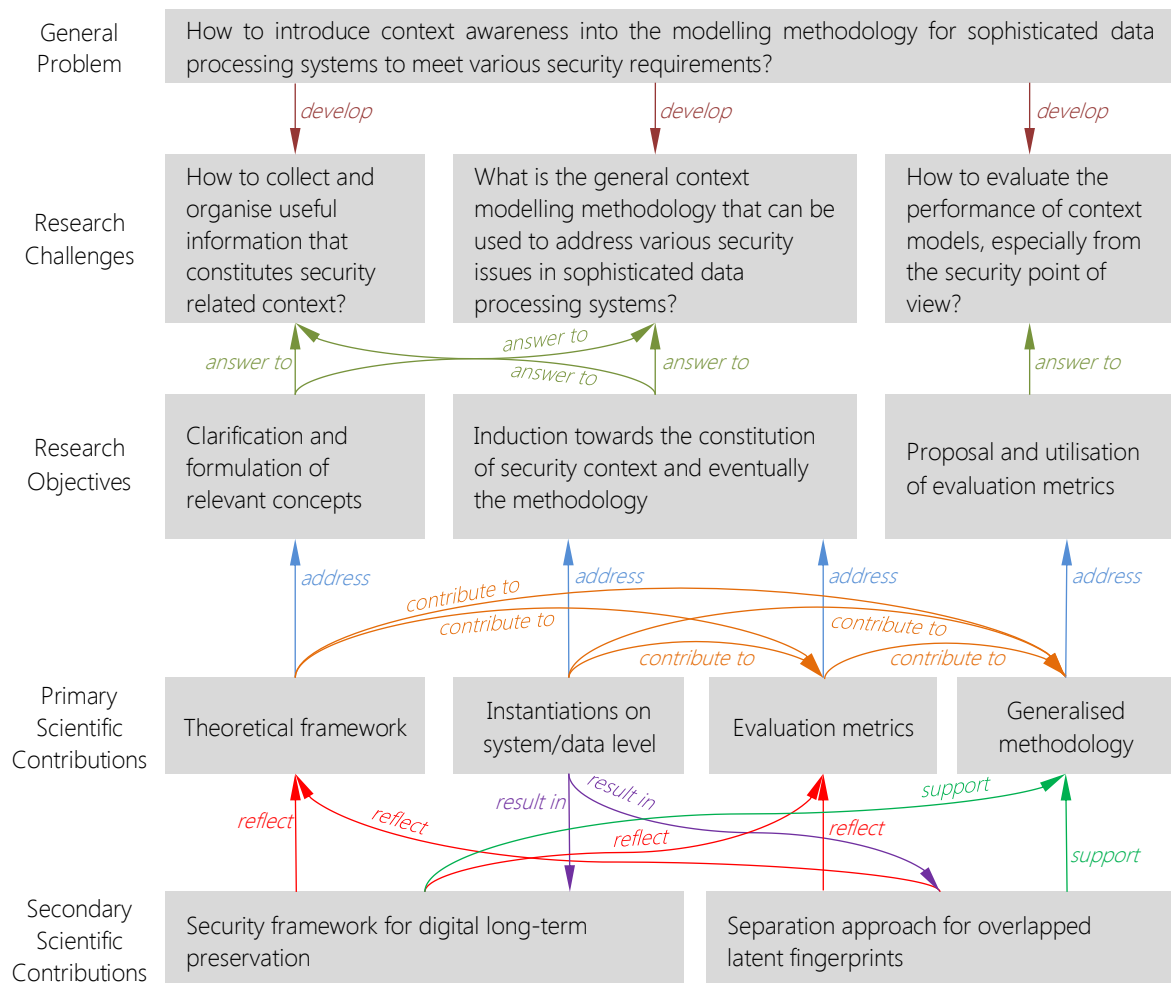 General
Problem
How to introduce context awareness into the modelling methodology for sophisticated data
processing systems to meet various security requirements?
develop
develop
develop
Research
Challenges
How to collect and
organise useful
information that
constitutes security
related context?
What is the general context
modelling methodology that can be
used to address various security
issues in sophisticated data
processing systems?
How to evaluate the
performance of context
models, especially from
the security point of
view?
answer to
answer to
answer to
answer to
answer to
Research
Objectives
Clarification and
formulation of
relevant concepts
Induction towards the constitution
of security context and eventually
the methodology
Proposal and utilisation
of evaluation metrics
address
address
address
address
contribute to
contribute to
contribute to
contribute to
contribute to
Primary
Scientific
Contributions
Theoretical framework
Instantiations on
system/data level
Evaluation metrics
Generalised
methodology
result in
result in
support
reflect
reflect
reflect
reflect
support
Secondary
Scientific
Contributions
Security framework for digital long-term
preservation
Separation approach for overlapped
latent fingerprints